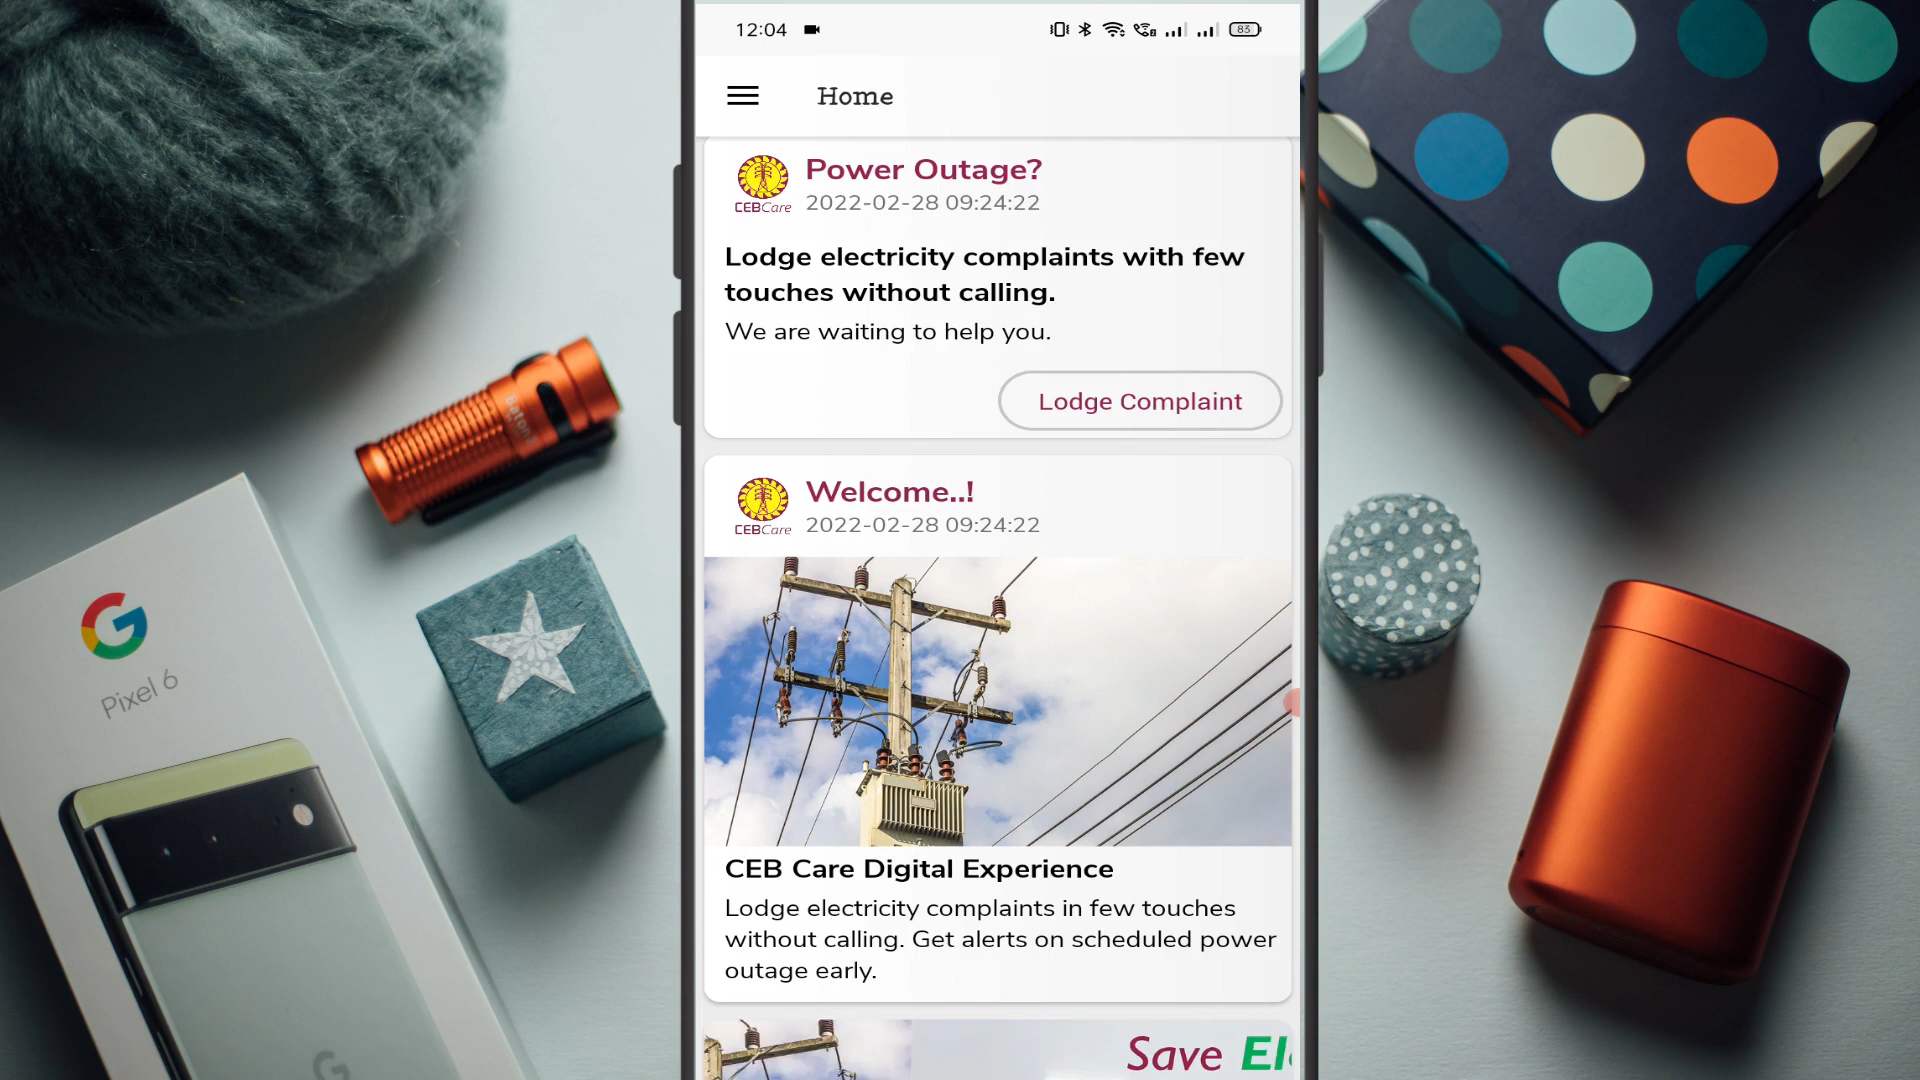 12:04
83
Home
Power Outage?
CEBCare
2022-02-28 09:24:22
Lodge electricity complaints with few
touches without calling.
We are waiting to help you.
Lodge Complaint
Welcome..!
CEBCare
2022-02-28 09:24:22
CEB Care Digital Experience
Lodge electricity complaints in few touches
without calling. Get alerts on scheduled power
outage early.
Save
G
Pixel 6
G